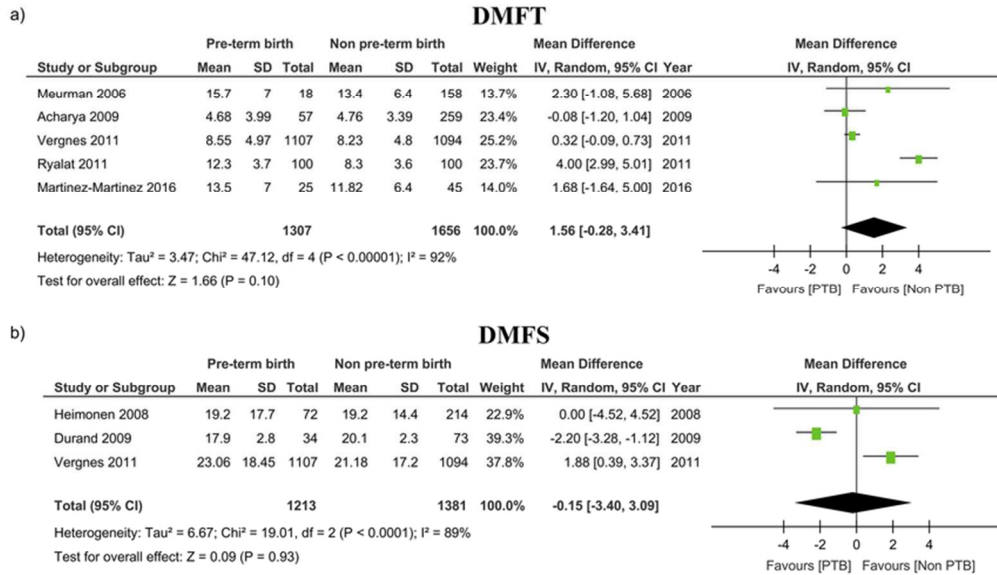 a)
DMFT
Pre-term birth Non pre-term birth Mean Difference Mean Difference
Study or Subgroup Mean SD Total Mean SD Total Weight IV, Random, 95% CI Year IV, Random, 95% CI
Meurman 2006 15.7 7 18 13.4 6.4 158 13.7% 2.30 [-1.08, 5.68] 2006
Acharya 2009 4.68 3.99 57 4.76 3.39 259 23.4% -0.08 [-1.20, 1.04] 2009
Vergnes 2011 8.55 4.97 1107 8.23 4.8 1094 25.2% 0.32 [-0.09, 0.73] 2011
Ryalat 2011 12.3 3.7 100 8.3 3.6 100 23.7% 4.00 [2.99, 5.01] 2011
Martinez-Martinez 2016 13.5 7 25 11.82 6.4 45 14.0% 1.68 [-1.64, 5.00] 2016
Total (95% CI) 1307 1656 100.0% 1.56 [-0.28, 3.41]
Heterogeneity: Tau² = 3.47; Chi² = 47.12, df = 4 (P < 0.00001); I² = 92%
Test for overall effect: Z = 1.66 (P = 0.10)
-4 -2 0 2 4
Favours [PTB] Favours [Non PTB]
b)
DMFS
Pre-term birth Non pre-term birth Mean Difference Mean Difference
Study or Subgroup Mean SD Total Mean SD Total Weight IV, Random, 95% CI Year IV, Random, 95% CI
Heimonen 2008 19.2 17.7 72 19.2 14.4 214 22.9% 0.00 [-4.52, 4.52] 2008
Durand 2009 17.9 2.8 34 20.1 2.3 73 39.3% -2.20 [-3.28, -1.12] 2009
Vergnes 2011 23.06 18.45 1107 21.18 17.2 1094 37.8% 1.88 [0.39, 3.37] 2011
Total (95% CI) 1213 1381 100.0% -0.15 [-3.40, 3.09]
Heterogeneity: Tau² = 6.67; Chi² = 19.01, df = 2 (P < 0.0001); I² = 89%
Test for overall effect: Z = 0.09 (P = 0.93)
-4 -2 0 2 4
Favours [PTB] Favours [Non PTB]